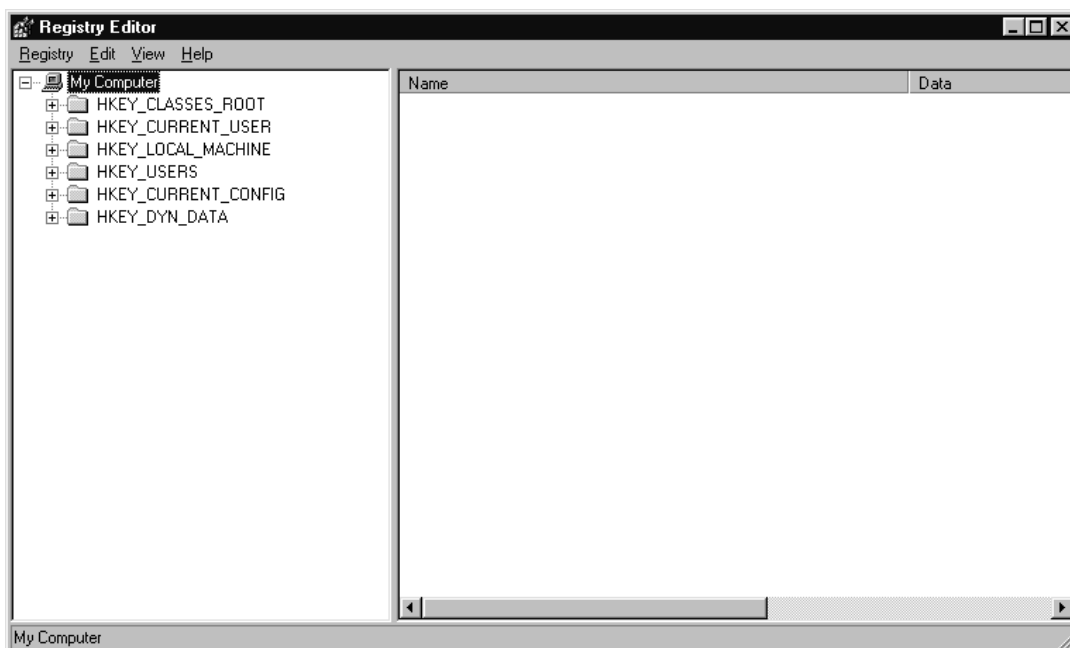 Registry Editor
Registry Edit View Help
My Computer
HKEY_CLASSES_ROOT
HKEY_CURRENT_USER
HKEY_LOCAL_MACHINE
HKEY_USERS
HKEY_CURRENT_CONFIG
HKEY_DYN_DATA
Name Data
My Computer